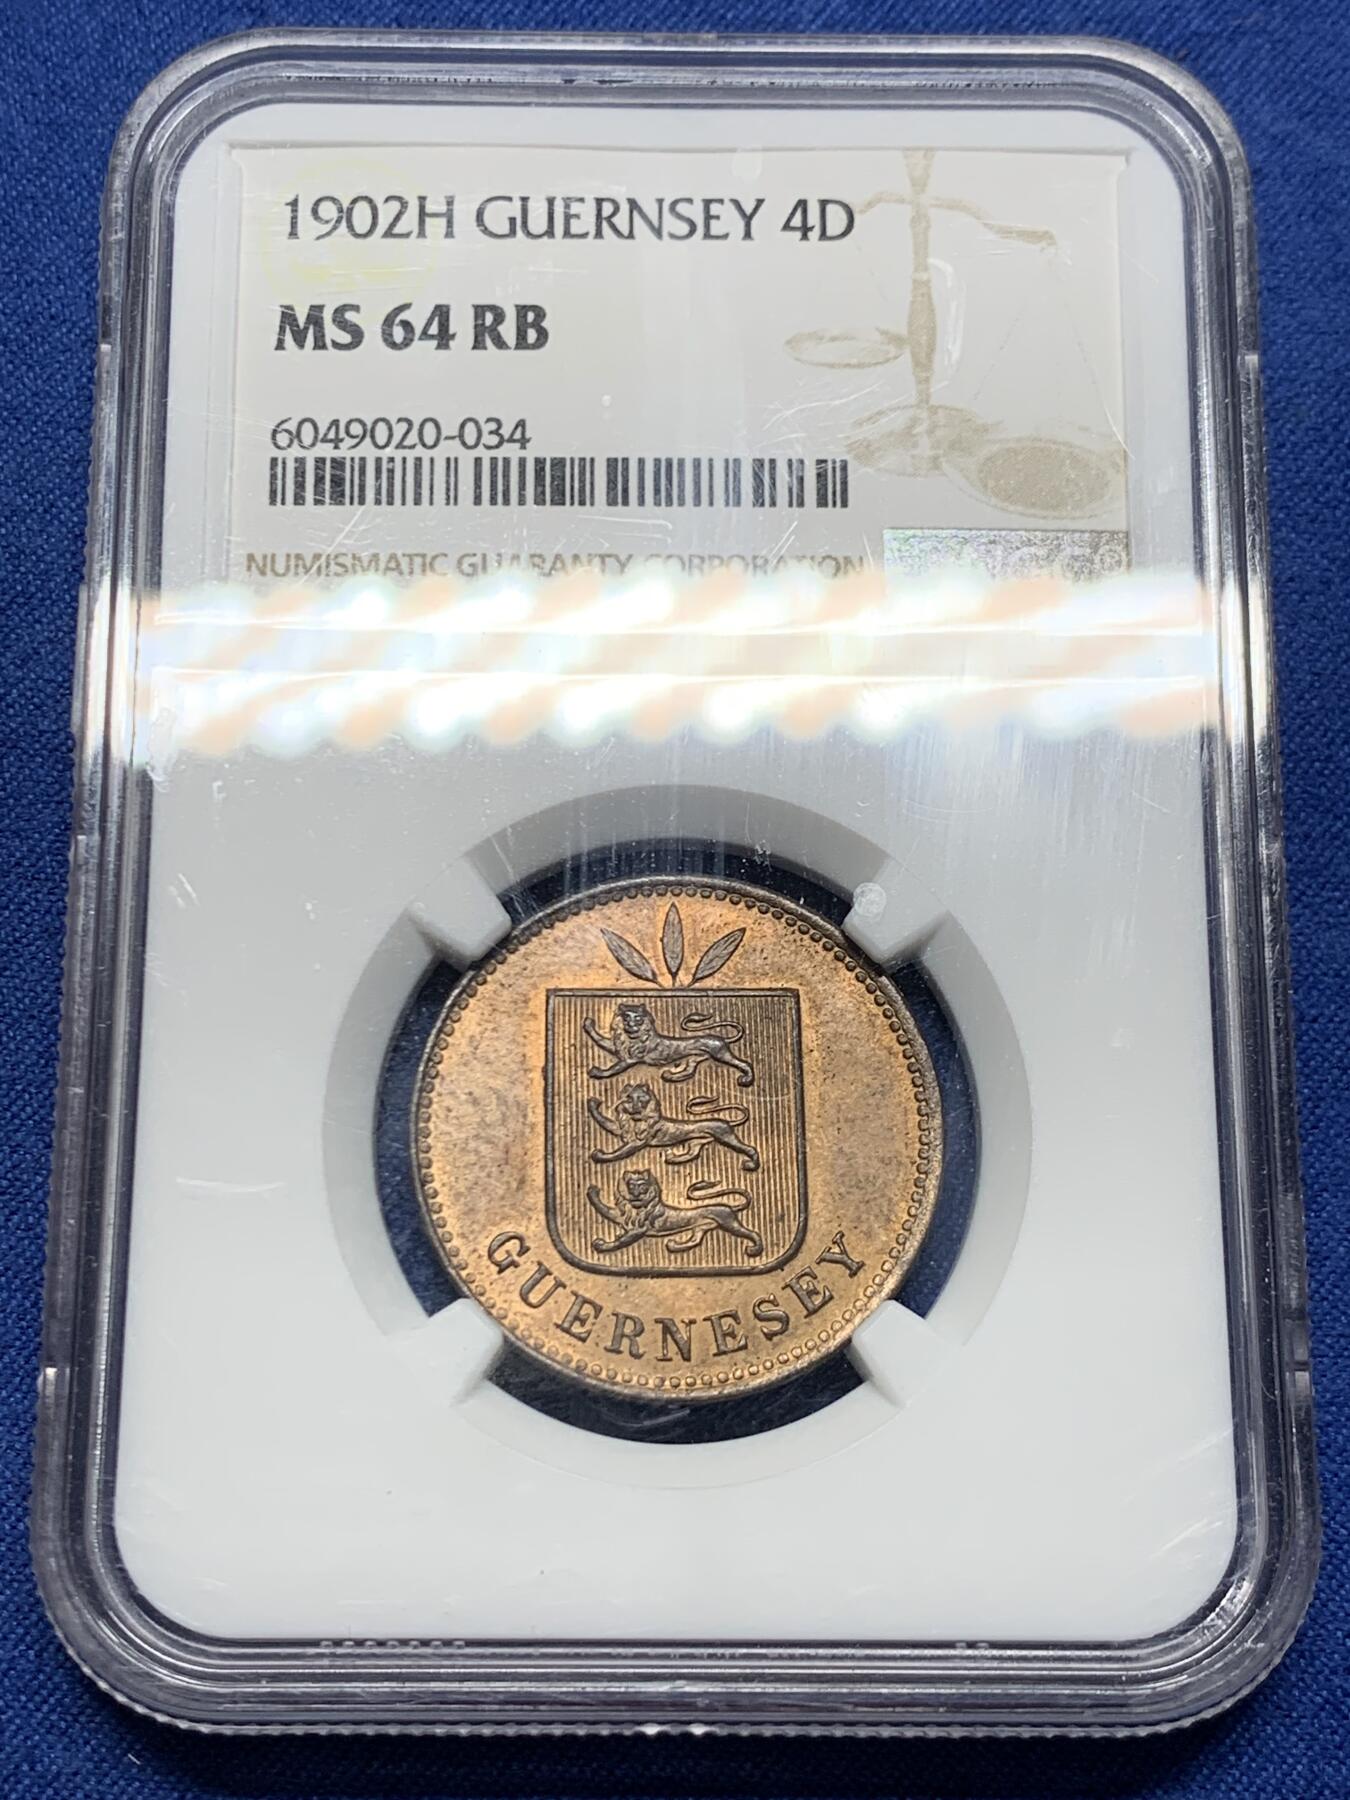 1902H GUERNSEY 4D
MS 64 RB
6049020-034
NUMISMATIC GUARANTY CORPORATION
GUERNESEY